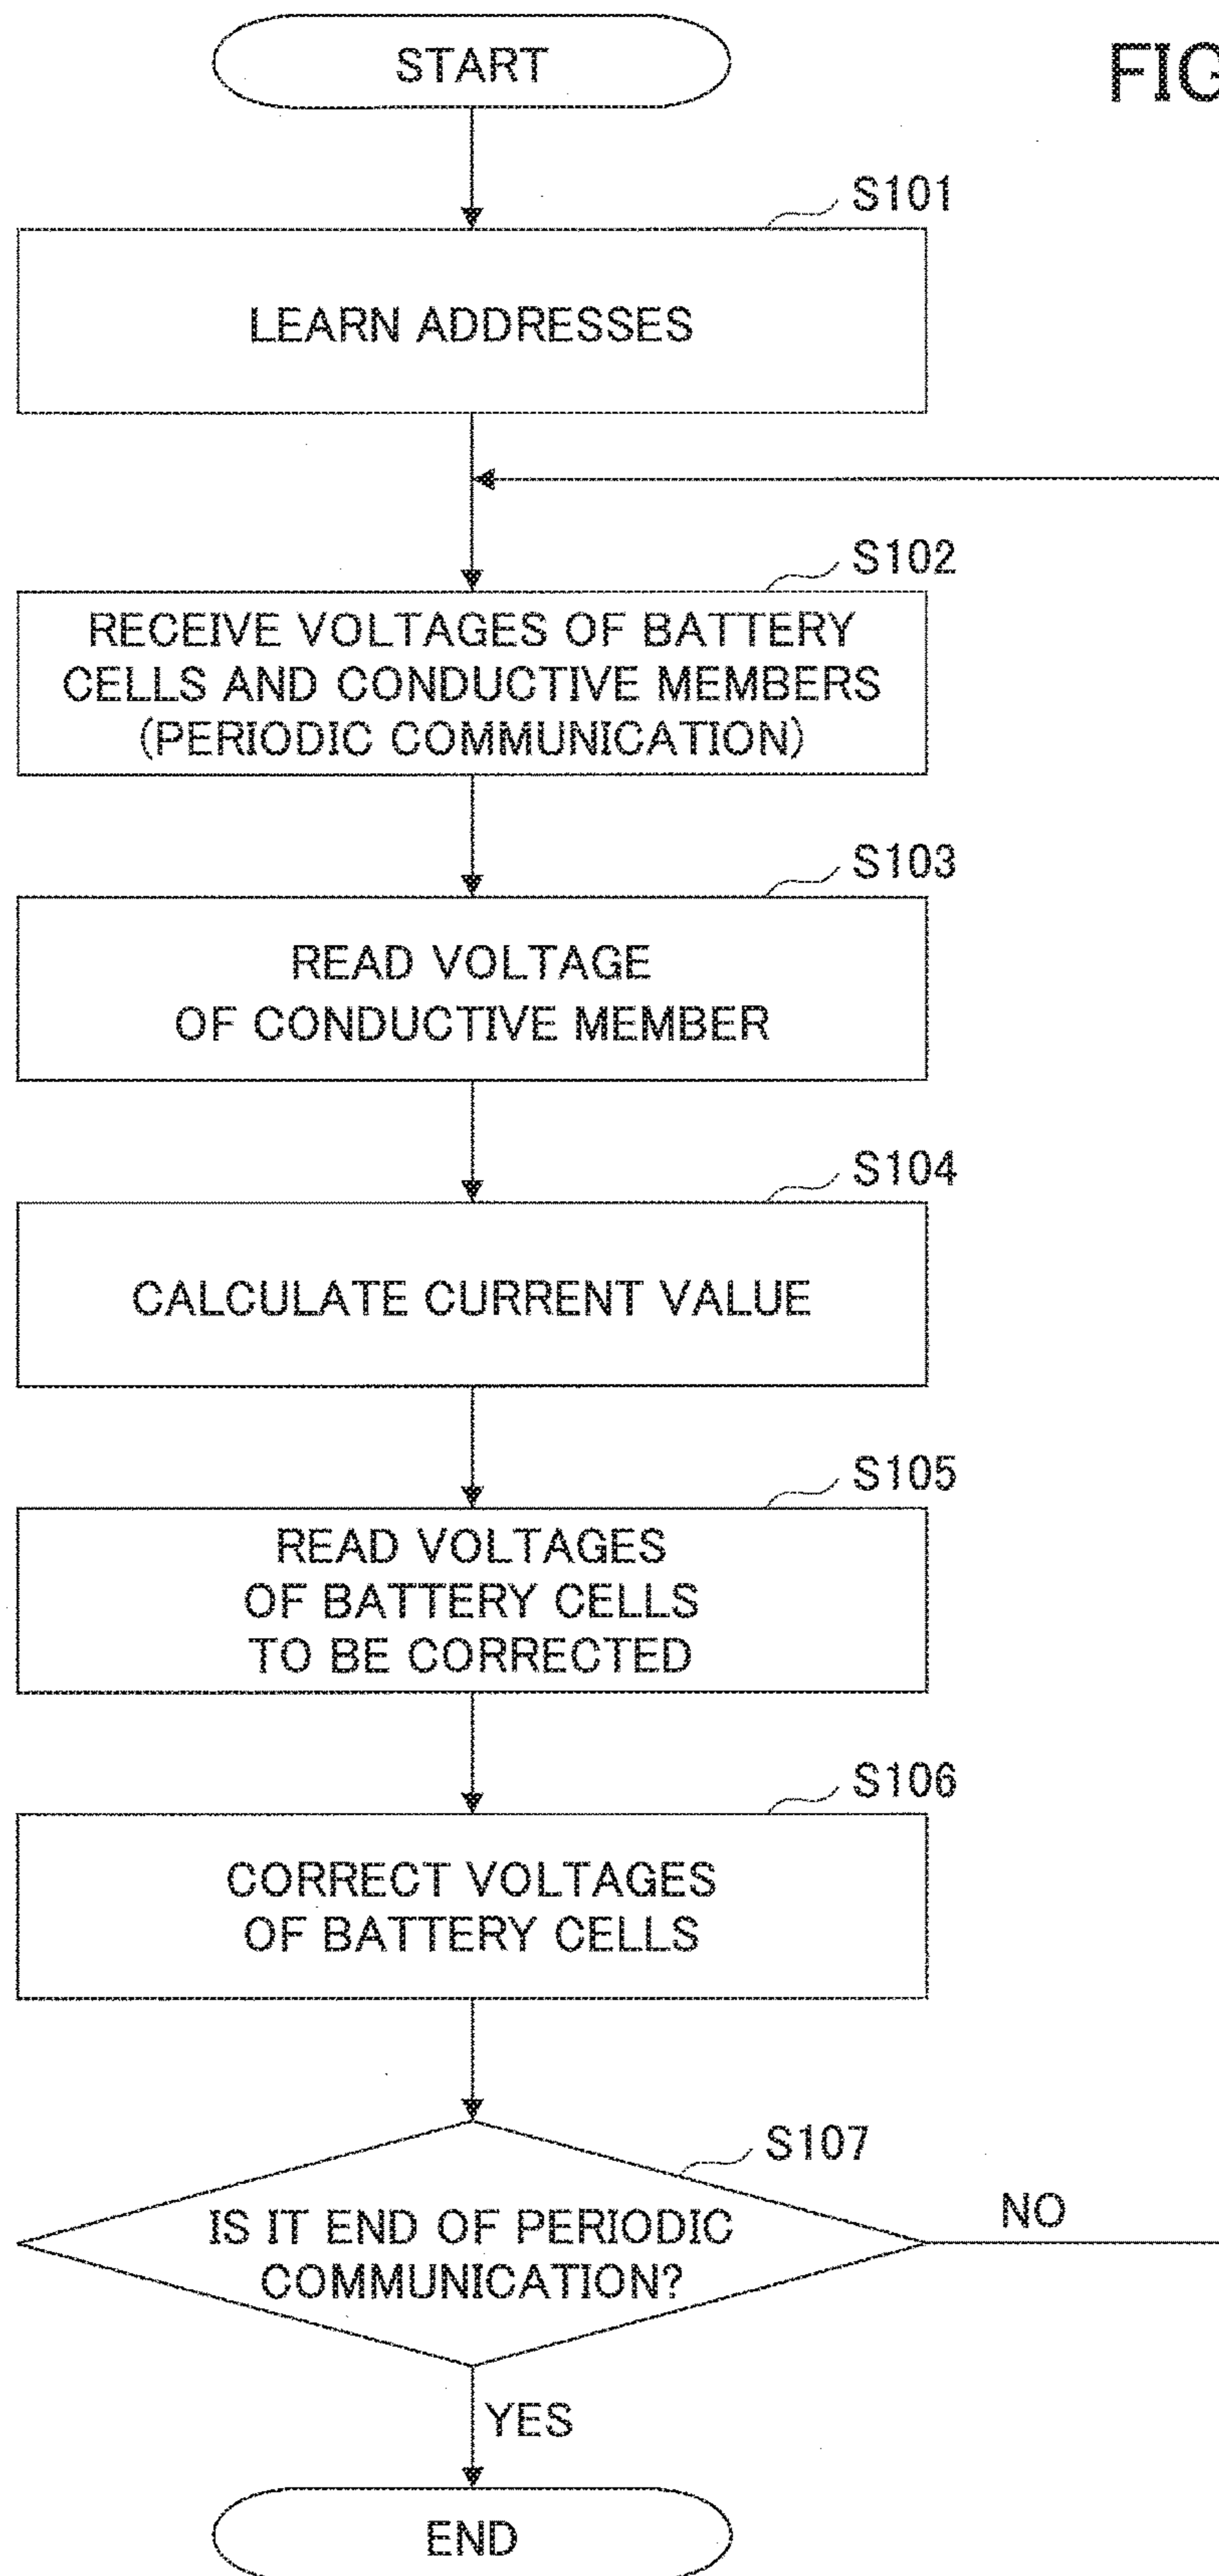 START
FIG
S101
LEARN ADDRESSES
S102
RECEIVE VOLTAGES OF BATTERY
CELLS AND CONDUCTIVE MEMBERS
(PERIODIC COMMUNICATION)
S103
READ VOLTAGE
OF CONDUCTIVE MEMBER
S104
CALCULATE CURRENT VALUE
S105
READ VOLTAGES
OF BATTERY CELLS
TO BE CORRECTED
S106
CORRECT VOLTAGES
OF BATTERY CELLS
S107
IS IT END OF PERIODIC
COMMUNICATION?
NO
YES
END